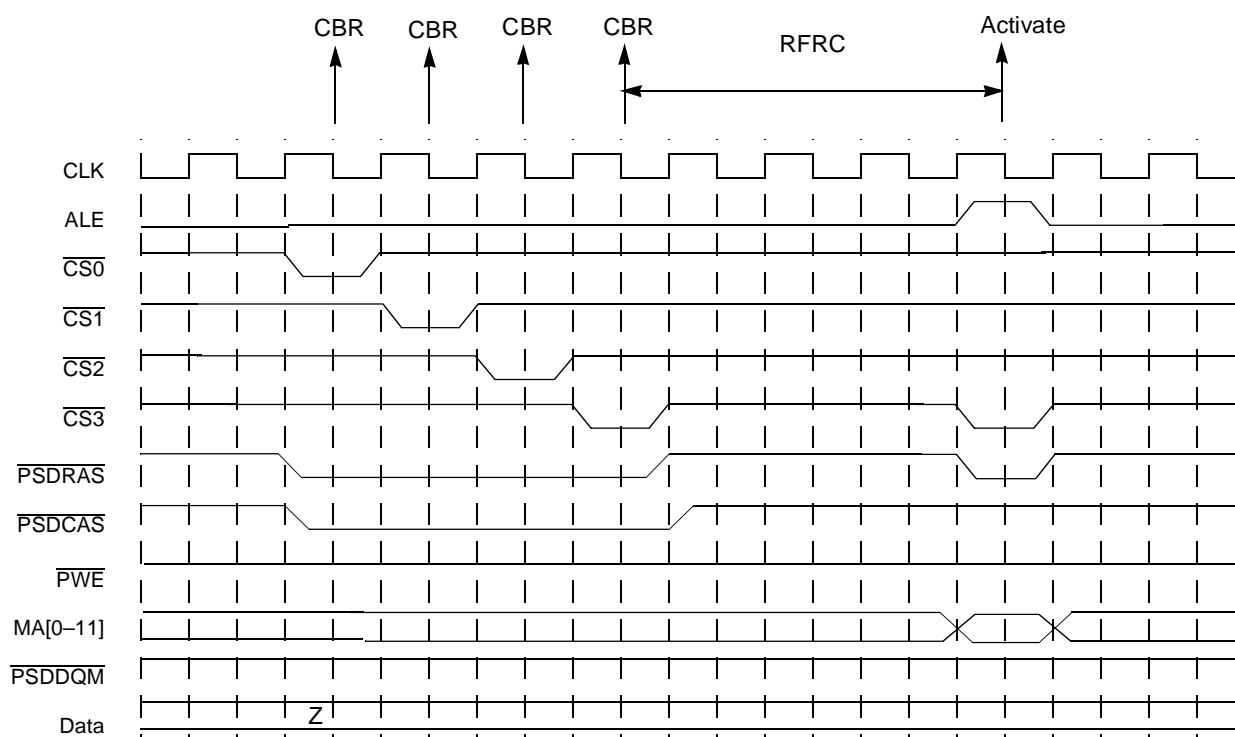 CBR CBR CBR CBR RFRC Activate
CLK
ALE
CS0
CS1
CS2
CS3
PSDRAS
PSDCAS
PWE
MA[0–11]
PSDDQM
Z
Data